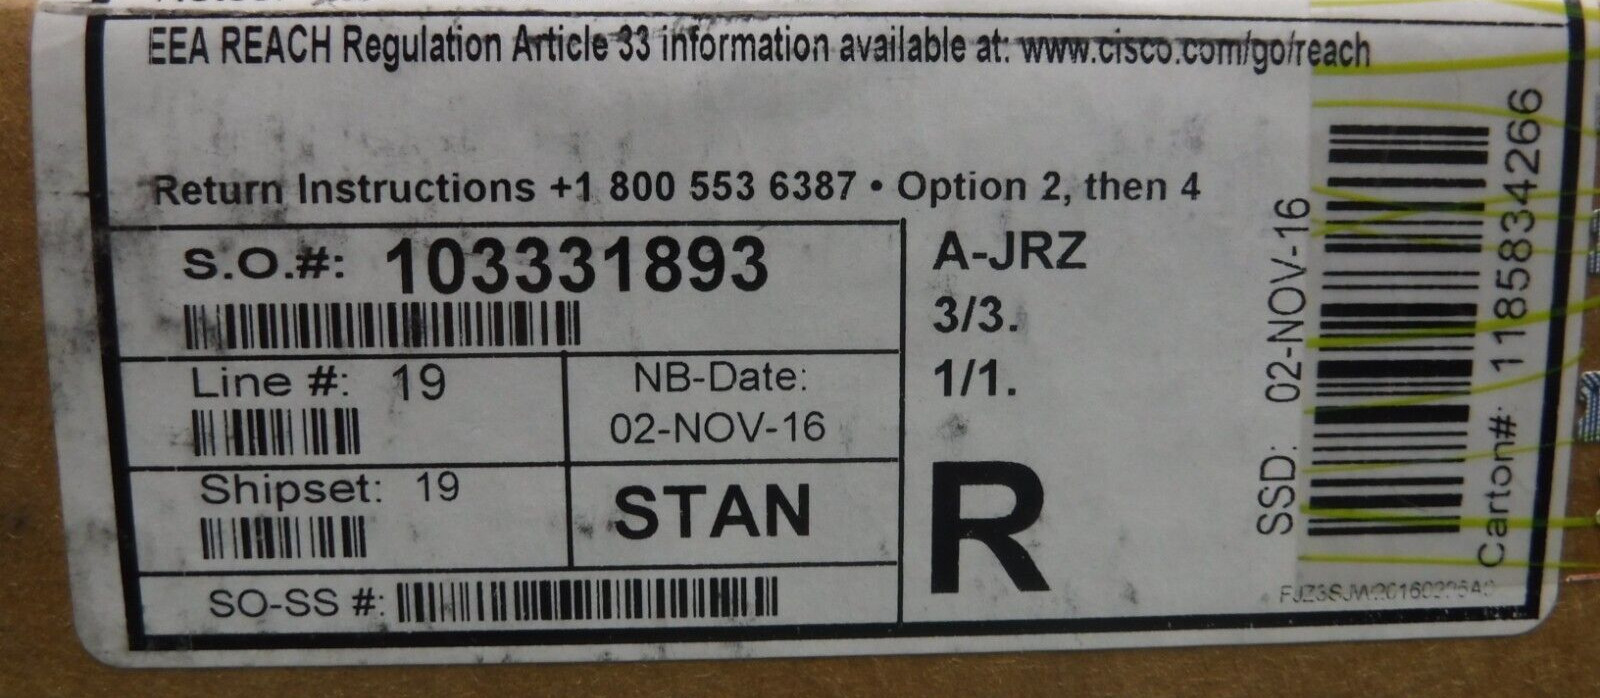 EEA REACH Regulation Article 33 information available at: www.cisco.com/go/reach
Return Instructions +1 800 553 6387 • Option 2, then 4
S.O.#: 103331893
Line #: 19
NB-Date:
02-NOV-16
Shipset: 19
STAN
SO-SS #:
A-JRZ
3/3.
1/1.
R
SSD: 02-NOV-16
Carton#: 1185834266